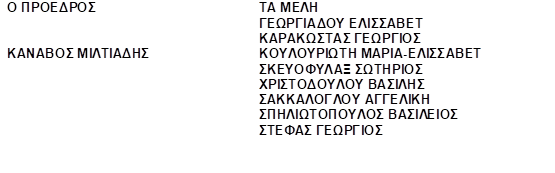 Ο ΠΡΟΕΔΡΟΣ ΤΑ ΜΕΛΗ
ΓΕΩΡΓΙΑΔΟΥ ΕΛΙΣΣΑΒΕΤ
ΚΑΡΑΚΩΣΤΑΣ ΓΕΩΡΓΙΟΣ
ΚΑΝΑΒΟΣ ΜΙΛΤΙΑΔΗΣ ΚΟΥΛΟΥΡΙΩΤΗ ΜΑΡΙΑ-ΕΛΙΣΣΑΒΕΤ
ΣΚΕΥΟΦΥΛΑΞ ΣΩΤΗΡΙΟΣ
ΧΡΙΣΤΟΔΟΥΛΟΥ ΒΑΣΙΛΗΣ
ΣΑΚΚΑΛΟΓΛΟΥ ΑΓΓΕΛΙΚΗ
ΣΠΗΛΙΩΤΟΠΟΥΛΟΣ ΒΑΣΙΛΕΙΟΣ
ΣΤΕΦΑΣ ΓΕΩΡΓΙΟΣ